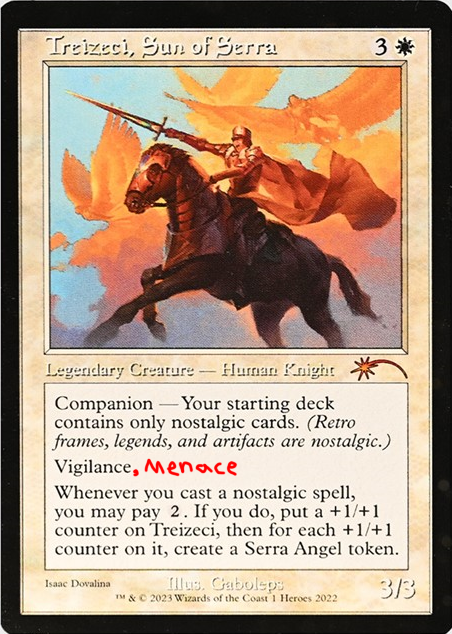 Treizeci, Sun of Serra 3
Legendary Creature — Human Knight
Companion — Your starting deck
contains only nostalgic cards. (Retro
frames, legends, and artifacts are nostalgic.)
Vigilance, Menace
Whenever you cast a nostalgic spell,
you may pay 2. If you do, put a +1/+1
counter on Treizeci, then for each +1/+1
counter on it, create a Serra Angel token.
Isaac Dovalina Illus. Gaboleps
3/3
™ & © 2023 Wizards of the Coast 1 Heroes 2022